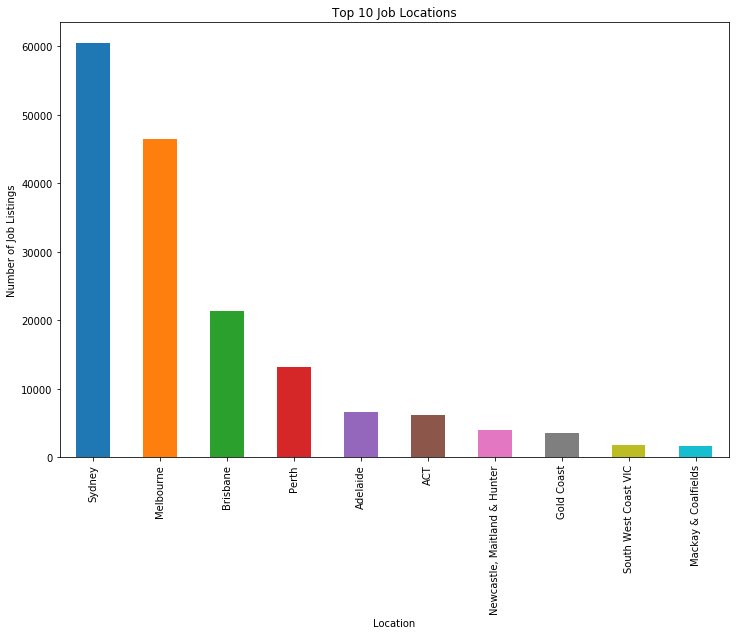 Top 10 Job Locations
Number of Job Listings
60000
50000
40000
30000
20000
10000
0
Sydney
Melbourne
Brisbane
Perth
Adelaide
ACT
Newcastle, Maitland & Hunter
Gold Coast
South West Coast VIC
Mackay & Coalfields
Location